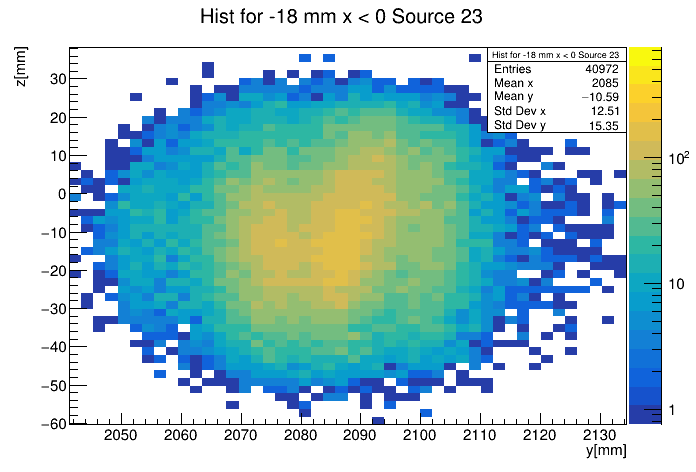 Hist for -18 mm x < 0 Source 23
z[mm]
Hist for -18 mm x < 0 Source 23
Entries 40972
Mean x 2085
Mean y −10.59
Std Dev x 12.51
Std Dev y 15.35
30
20
10
0
−10
−20
−30
−40
−50
−60
10²
10
1
2050 2060 2070 2080 2090 2100 2110 2120 2130
y[mm]